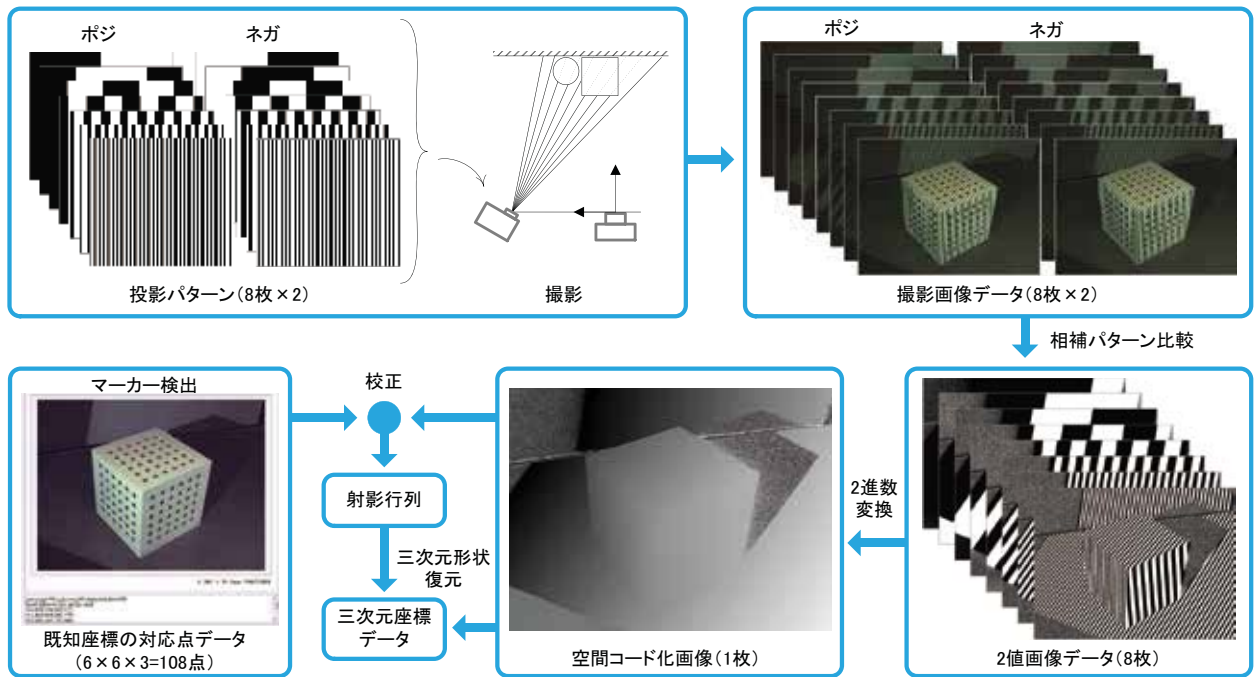 ポジ
ネガ
投影パターン(8枚×2)
撮影
ポジ
ネガ
撮影画像データ(8枚×2)
相補パターン比較
マーカー検出
既知座標の対応点データ
(6×6×3=108点)
校正
射影行列
三次元形状
復元
三次元座標
データ
空間コード化画像(1枚)
2進数
変換
2値画像データ(8枚)